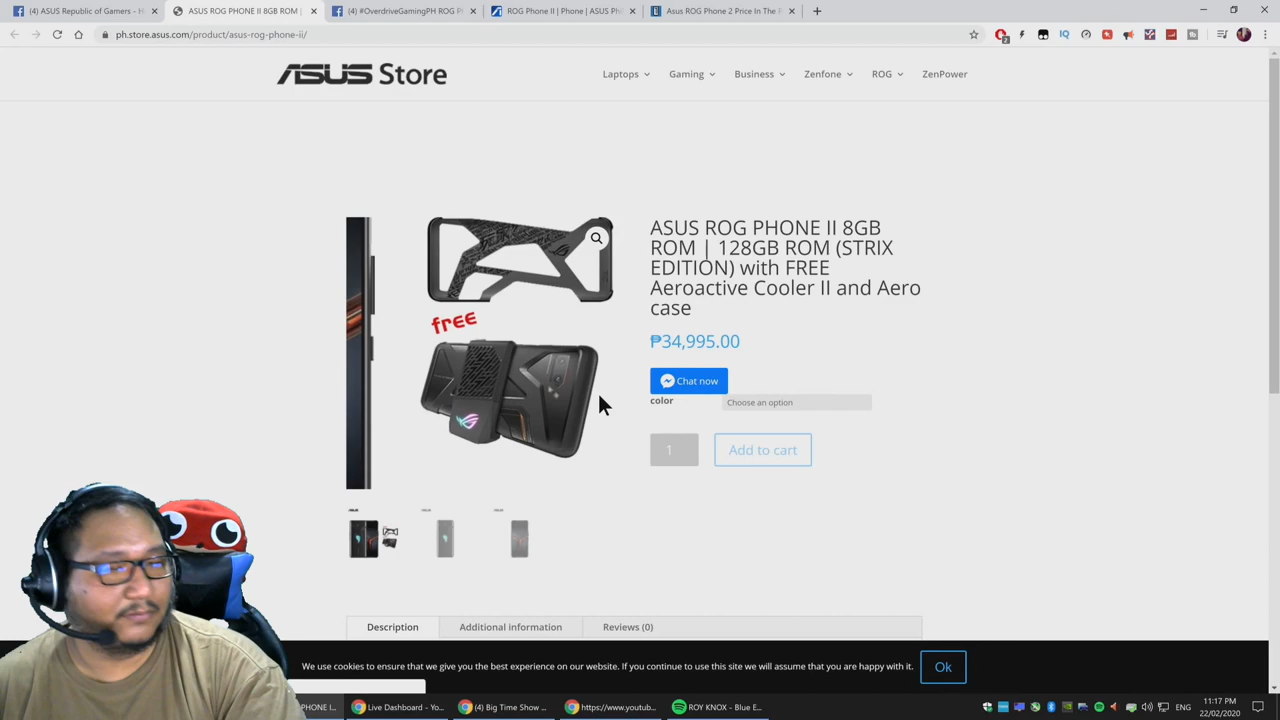 (4) ASUS Republic of Gamers - H
ASUS ROG PHONE II 8GB ROM |
(4) #OverdriveGamingPH ROG P
ROG Phone II | Phone | ASUS Phi
Asus ROG Phone 2 Price In The P
ph.store.asus.com/product/asus-rog-phone-ii/
ASUS Store
Laptops
Gaming
Business
Zenfone
ROG
ZenPower
free
ASUS ROG PHONE II 8GB
ROM | 128GB ROM (STRIX
EDITION) with FREE
Aeroactive Cooler II and Aero
case
₱34,995.00
Chat now
color
Choose an option
1
Add to cart
Description
Additional information
Reviews (0)
We use cookies to ensure that we give you the best experience on our website. If you continue to use this site we will assume that you are happy with it.
Ok
PHONE I...
Live Dashboard - Yo...
(4) Big Time Show ...
https://www.youtub...
ROY KNOX - Blue E...
ENG
11:17 PM
22/02/2020